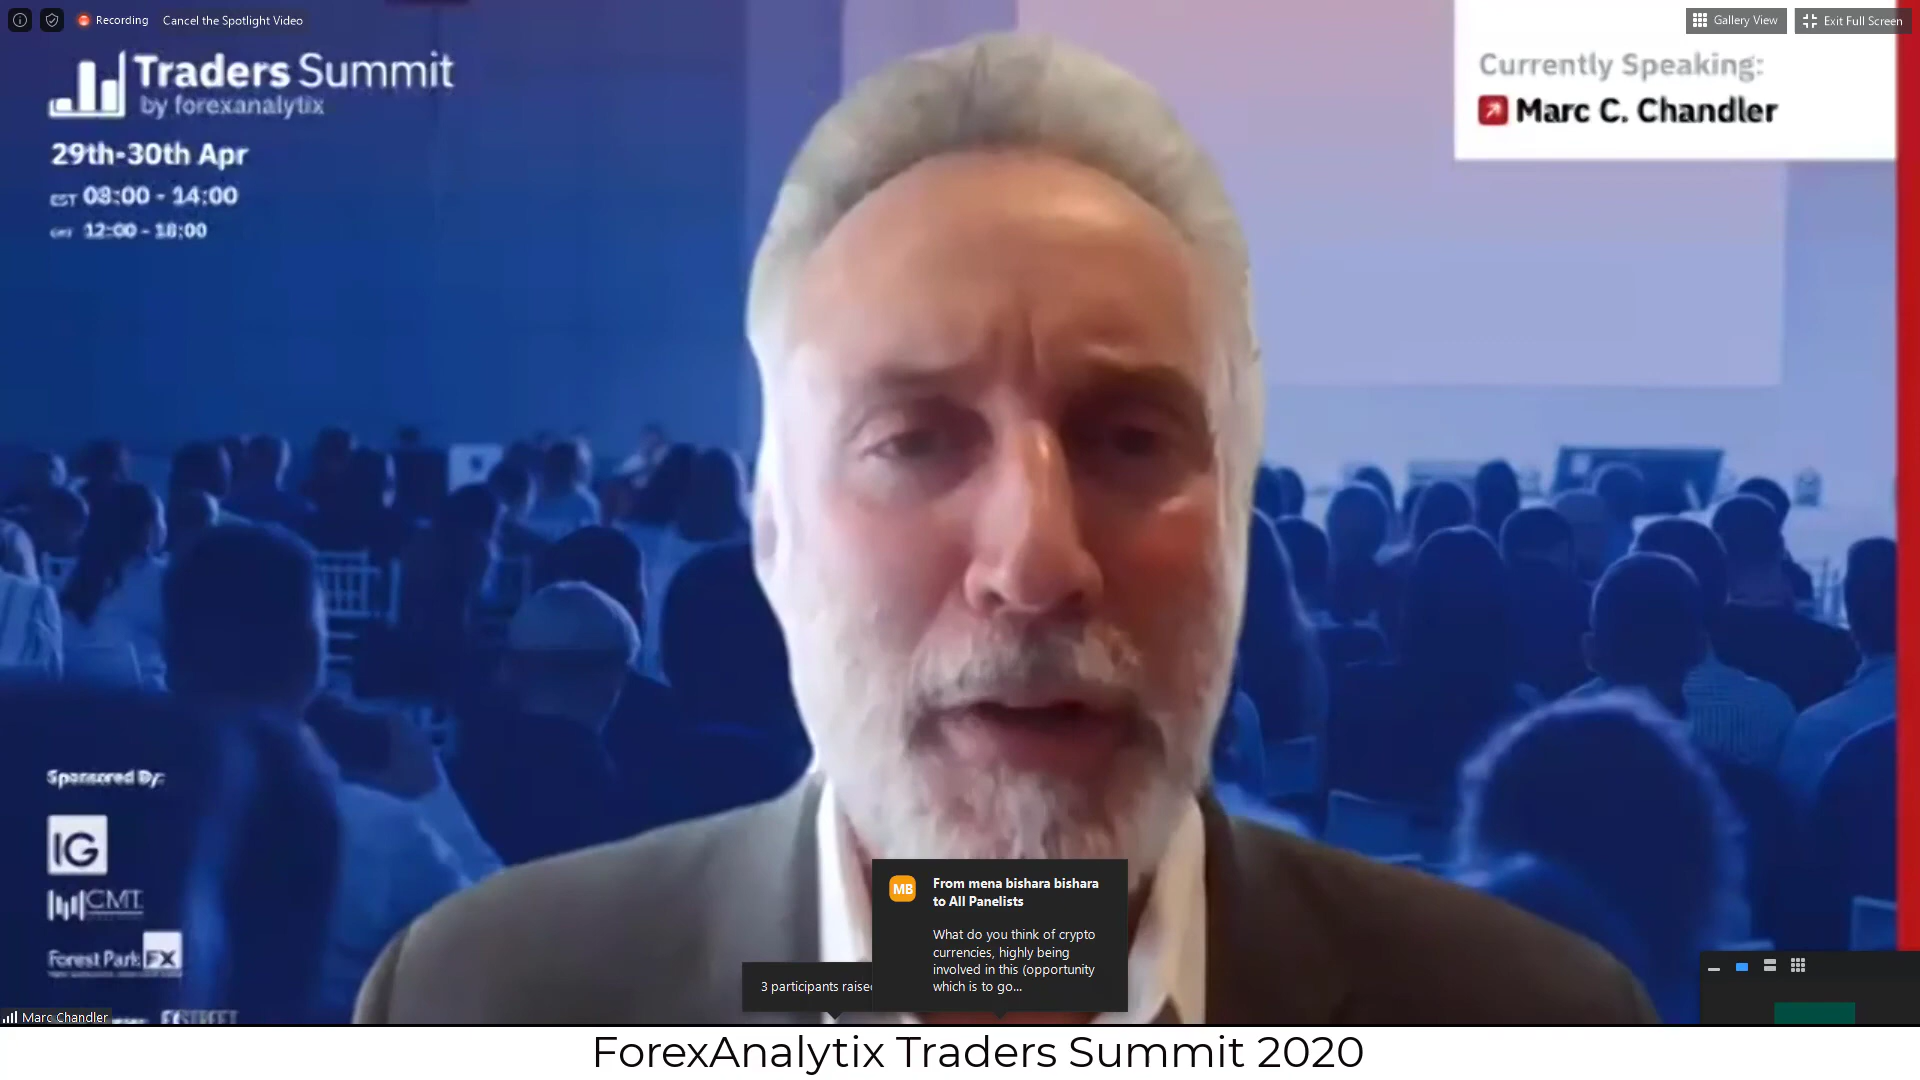 Recording
Cancel the Spotlight Video
Gallery View
Exit Full Screen
Traders Summit
by forexanalytix
29th-30th Apr
EST 08:00 - 14:00
GMT 12:00 - 18:00
Currently Speaking:
Marc C. Chandler
Sponsored By:
IG
CMT
Forest Park FX
FXSTREET
MB
From mena bishara bishara
to All Panelists
What do you think of crypto
currencies, highly being
involved in this (opportunity
which is to go...
3 participants raise
Marc Chandler
ForexAnalytix Traders Summit 2020